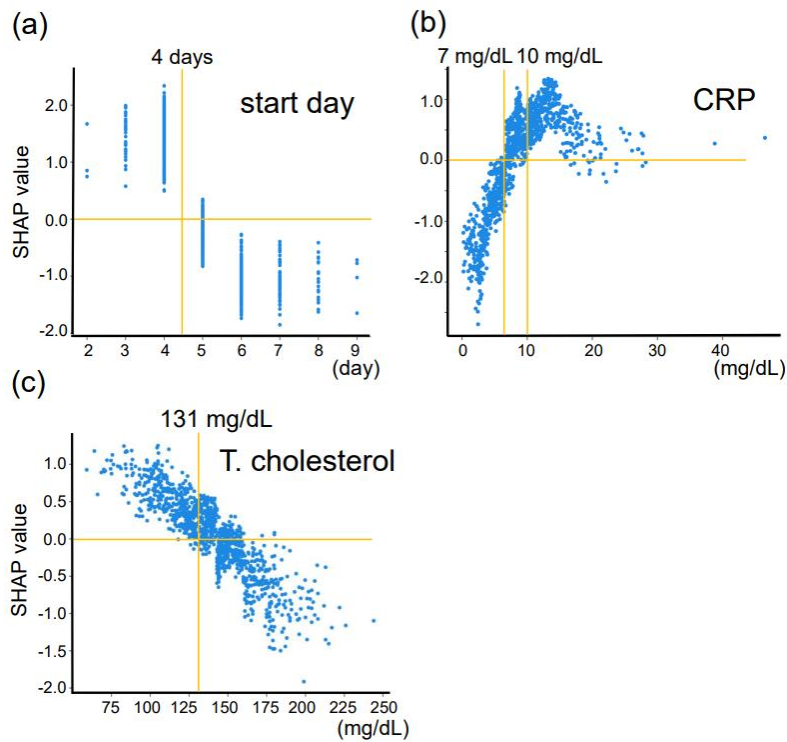 (a)
4 days
start day
SHAP value
2.0
1.0
0.0
-1.0
-2.0
2 3 4 5 6 7 8 9
(day)
(b)
7 mg/dL 10 mg/dL
CRP
1.0
0.0
-1.0
-2.0
0 10 20 30 40
(mg/dL)
(c)
131 mg/dL
T. cholesterol
SHAP value
1.0
0.5
0.0
-0.5
-1.0
-1.5
-2.0
75 100 125 150 175 200 225 250
(mg/dL)